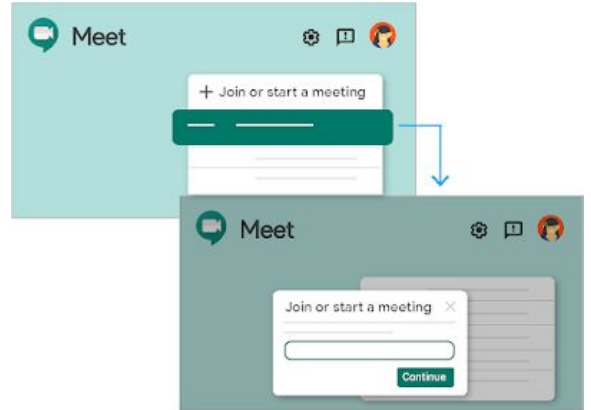 Meet
+ Join or start a meeting
Meet
Join or start a meeting
Continue